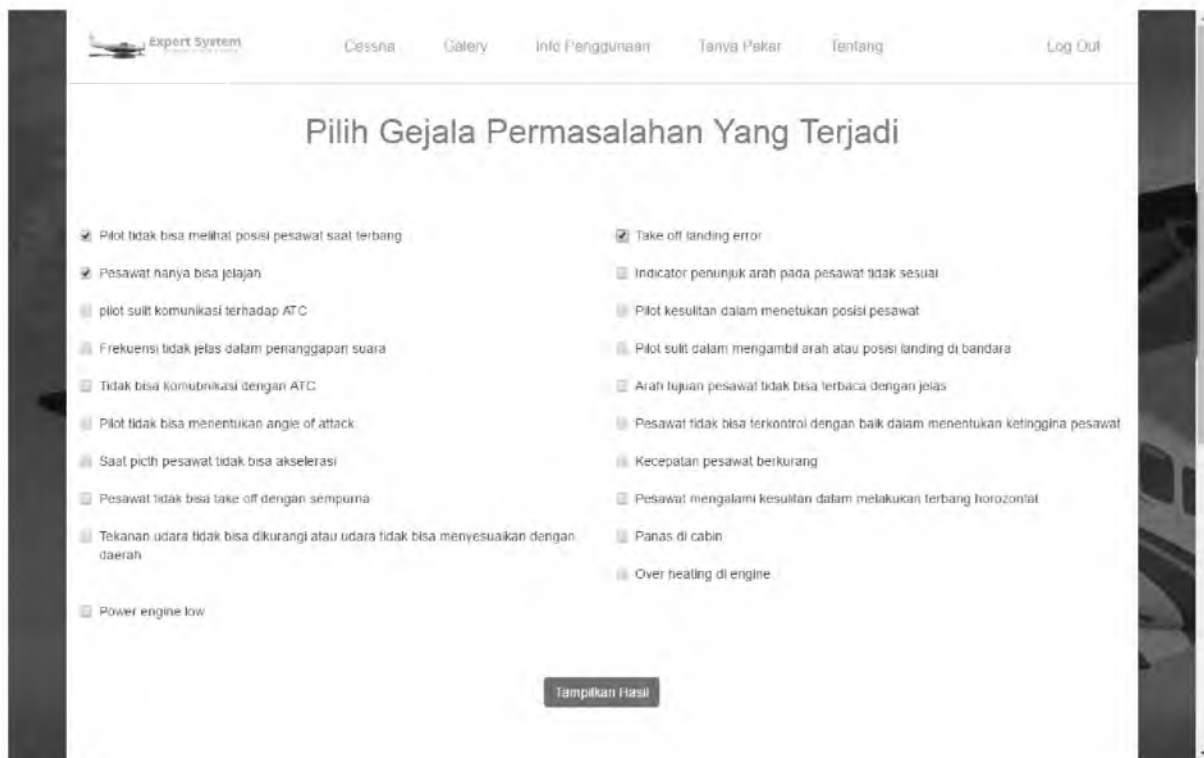 Expert System
Cessna Galery Info Penggunaan Tanya Pakar Tentang Log Out
Pilih Gejala Permasalahan Yang Terjadi
Pilot tidak bisa melihat posisi pesawat saat terbang
Pesawat hanya bisa jelajah
pilot sulit komunikasi terhadap ATC
Frekuensi tidak jelas dalam penanggapan suara
Tidak bisa komubnikasi dengan ATC
Pilot tidak bisa menentukan angle of attack
Saat picth pesawat tidak bisa akselerasi
Pesawat tidak bisa take off dengan sempurna
Tekanan udara tidak bisa dikurangi atau udara tidak bisa menyesuaikan dengan
daerah
Power engine low
Take off landing error
Indicator penunjuk arah pada pesawat tidak sesuai
Pilot kesulitan dalam menetukan posisi pesawat
Pilot sulit dalam mengambil arah atau posisi landing di bandara
Arah tujuan pesawat tidak bisa terbaca dengan jelas
Pesawat tidak bisa terkontrol dengan baik dalam menentukan ketinggina pesawat
Kecepatan pesawat berkurang
Pesawat mengalami kesulitan dalam melakukan terbang horozontal
Panas di cabin
Over heating di engine
Tampilkan Hasil